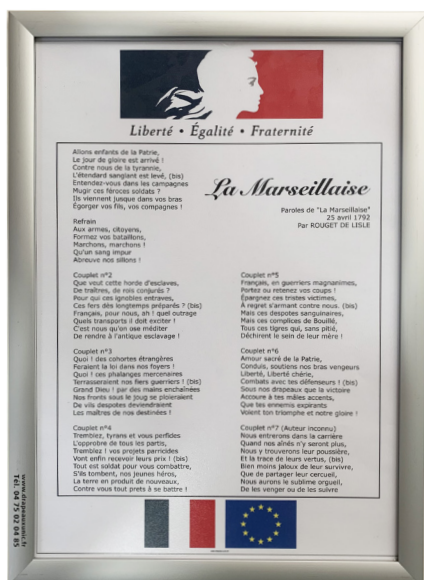 Liberté • Égalité • Fraternité
La Marseillaise
Paroles de "La Marseillaise"
25 avril 1792
Par ROUGET DE LISLE
Allons enfants de la Patrie,
Le jour de gloire est arrivé !
Contre nous de la tyrannie,
L'étendard sanglant est levé, (bis)
Entendez-vous dans les campagnes
Mugir ces féroces soldats ?
Ils viennent jusque dans vos bras
Égorger vos fils, vos compagnes !
Refrain
Aux armes, citoyens,
Formez vos bataillons,
Marchons, marchons !
Qu'un sang impur
Abreuve nos sillons !
Couplet n°2
Que veut cette horde d'esclaves,
De traîtres, de rois conjurés ?
Pour qui ces ignobles entraves,
Ces fers dès longtemps préparés ? (bis)
Français, pour nous, ah ! quel outrage
Quels transports il doit exciter !
C'est nous qu'on ose méditer
De rendre à l'antique esclavage !
Couplet n°3
Quoi ! des cohortes étrangères
Feraient la loi dans nos foyers !
Quoi ! ces phalanges mercenaires
Terrasseraient nos fiers guerriers ! (bis)
Grand Dieu ! par des mains enchaînées
Nos fronts sous le joug se ploieraient
De vils despotes deviendraient
Les maîtres de nos destinées !
Couplet n°4
Tremblez, tyrans et vous perfides
L'opprobre de tous les partis,
Tremblez ! vos projets parricides
Vont enfin recevoir leurs prix ! (bis)
Tout est soldat pour vous combattre,
S'ils tombent, nos jeunes héros,
La terre en produit de nouveaux,
Contre vous tout prets à se battre !
Couplet n°5
Français, en guerriers magnanimes,
Portez ou retenez vos coups !
Épargnez ces tristes victimes,
À regret s'armant contre nous. (bis)
Mais ces despotes sanguinaires,
Mais ces complices de Bouillé,
Tous ces tigres qui, sans pitié,
Déchirent le sein de leur mère !
Couplet n°6
Amour sacré de la Patrie,
Conduis, soutiens nos bras vengeurs
Liberté, Liberté chérie,
Combats avec tes défenseurs ! (bis)
Sous nos drapeaux que la victoire
Accoure à tes mâles accents,
Que tes ennemis expirants
Voient ton triomphe et notre gloire !
Couplet n°7 (Auteur inconnu)
Nous entrerons dans la carrière
Quand nos aînés n'y seront plus,
Nous y trouverons leur poussière,
Et la trace de leurs vertus, (bis)
Bien moins jaloux de leur survivre,
Que de partager leur cercueil,
Nous aurons le sublime orgueil,
De les venger ou de les suivre
www.drapeauxunic.fr
Tél. 04 75 02 04 85